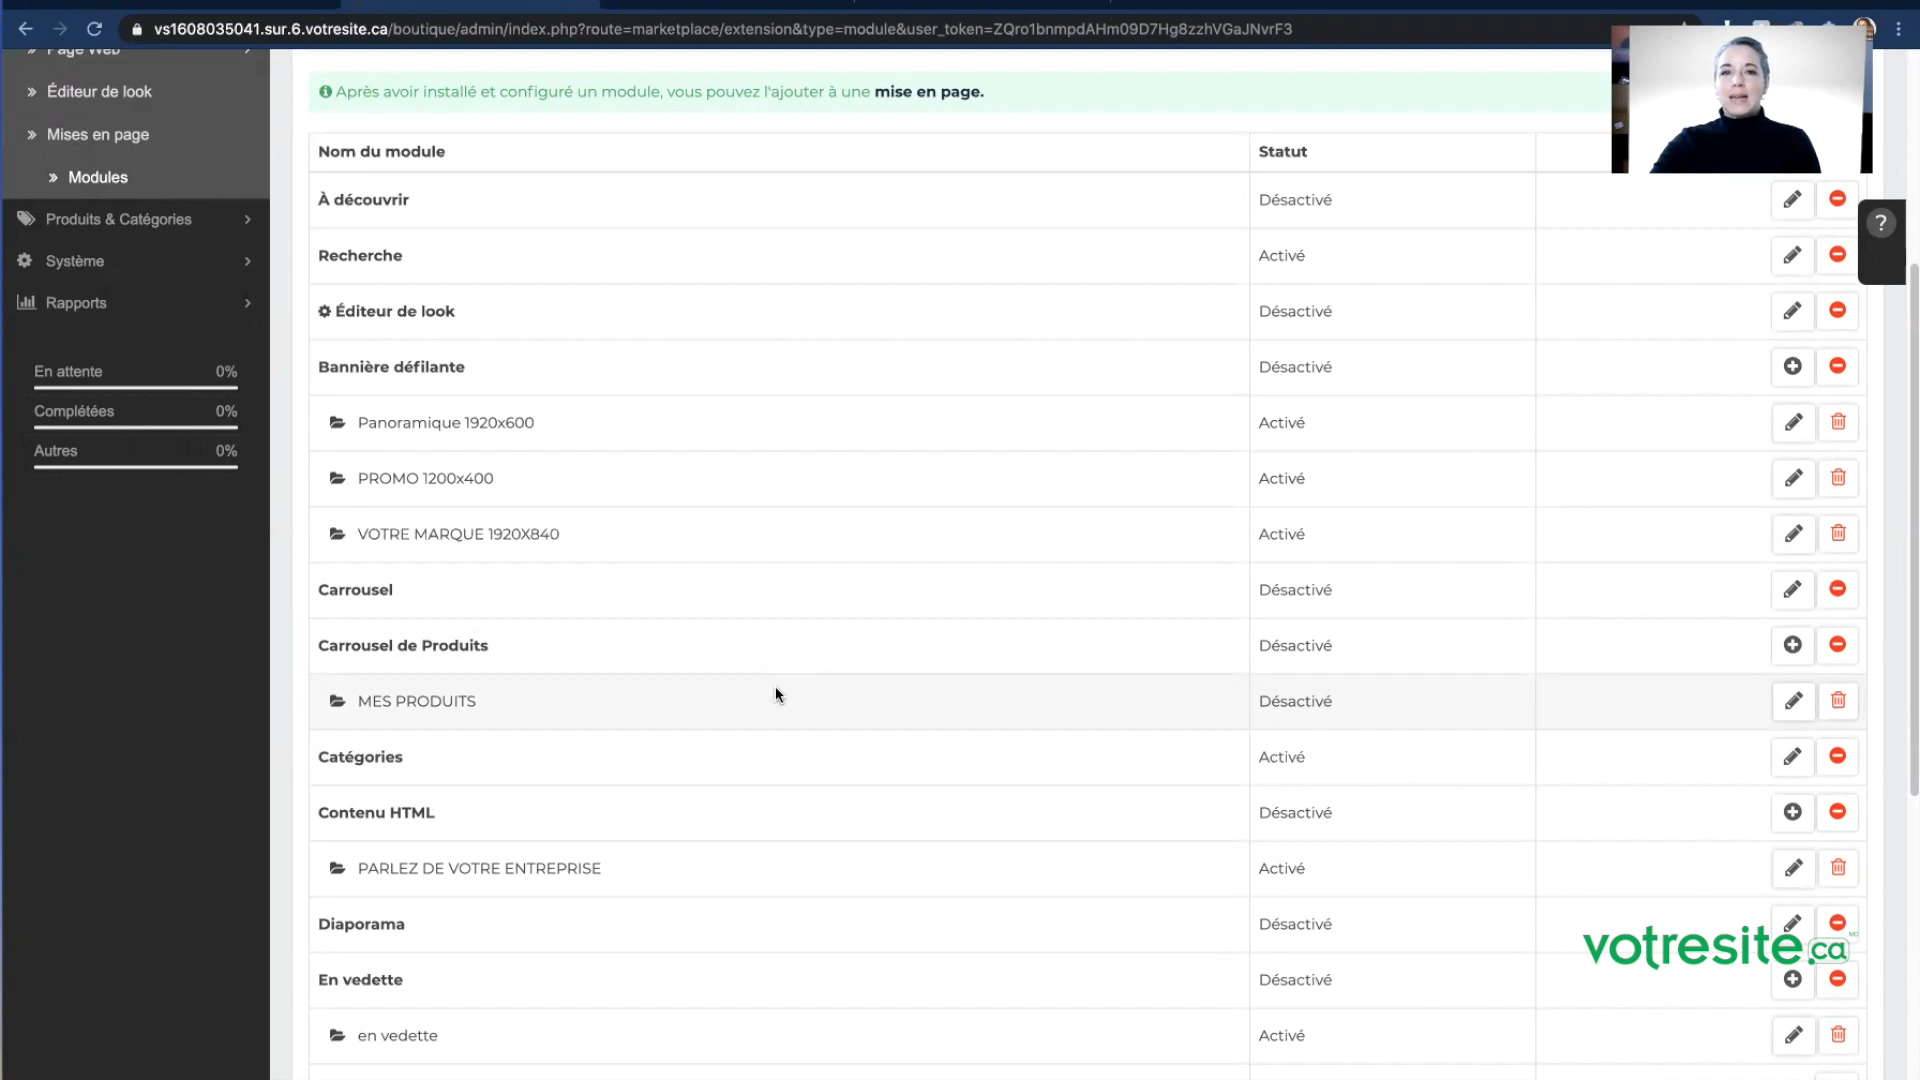 vs1608035041.sur.6.votresite.ca/boutique/admin/index.php?route=marketplace/extension&type=module&user_token=ZQro1bnmpdAHm09D7Hg8zzhVGaJNvrF3
Page Web
Éditeur de look
Mises en page
Modules
Produits & Catégories
Système
Rapports
En attente 0%
Complétées 0%
Autres 0%
Après avoir installé et configuré un module, vous pouvez l'ajouter à une mise en page.
Nom du module Statut
À découvrir Désactivé
Recherche Activé
Éditeur de look Désactivé
Bannière défilante Désactivé
Panoramique 1920x600 Activé
PROMO 1200x400 Activé
VOTRE MARQUE 1920X840 Activé
Carrousel Désactivé
Carrousel de Produits Désactivé
MES PRODUITS Désactivé
Catégories Activé
Contenu HTML Désactivé
PARLEZ DE VOTRE ENTREPRISE Activé
Diaporama Désactivé
En vedette Désactivé
en vedette Activé
?
votresite.ca MC